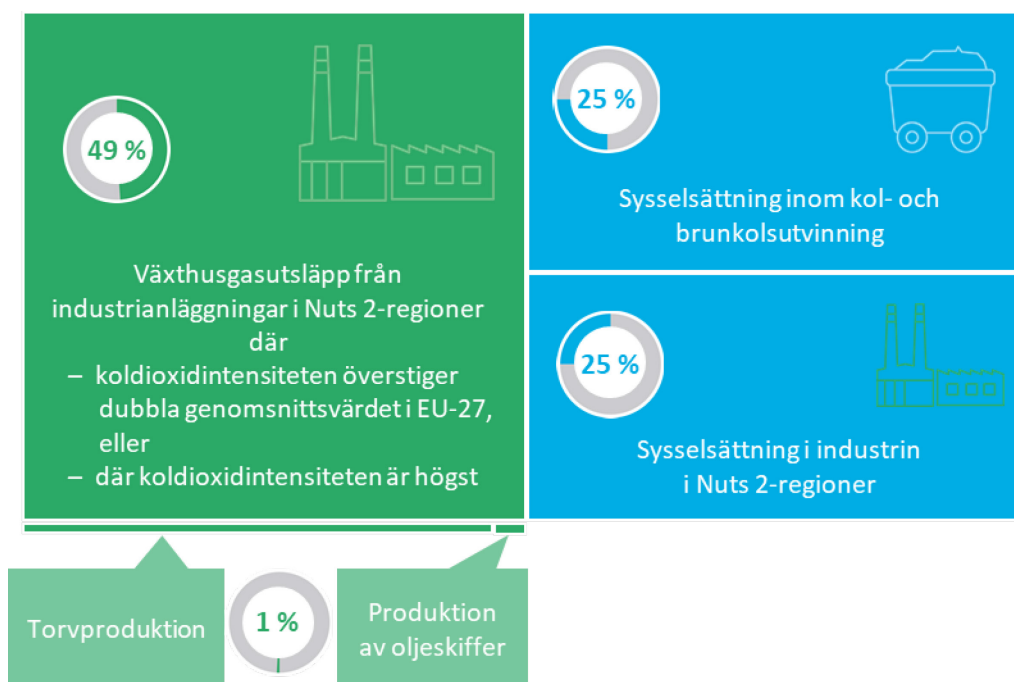 49 %
Växthusgasutsläpp från
industrianläggningar i Nuts 2-regioner
där
– koldioxidintensiteten överstiger
dubbla genomsnittsvärdet i EU-27,
eller
– där koldioxidintensiteten är högst
25 %
Sysselsättning inom kol- och
brunkolsutvinning
25 %
Sysselsättning i industrin
i Nuts 2-regioner
Torvproduktion
1 %
Produktion
av oljeskiffer